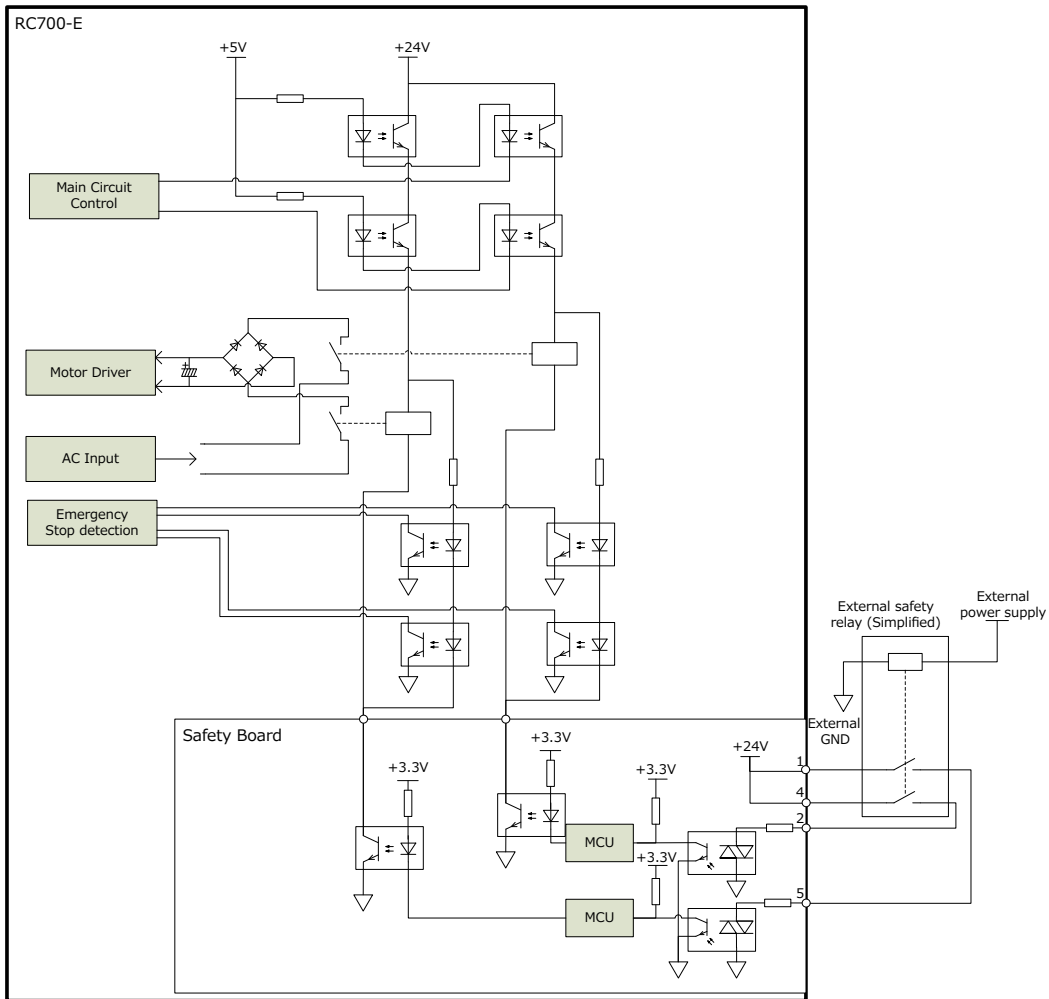 RC700-E
+5V
+24V
Main Circuit
Control
Motor Driver
+
AC Input
Emergency
Stop detection
External safety
relay (Simplified)
External
power supply
External
GND
Safety Board
+3.3V
+3.3V
+3.3V
+24V
1
4
2
MCU
+3.3V
5
MCU